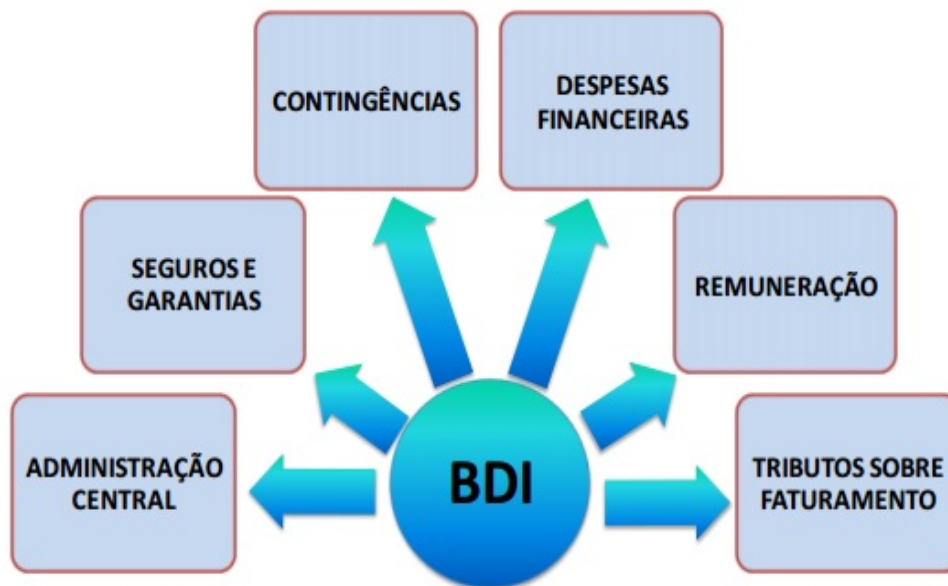 CONTINGÊNCIAS
DESPESAS
FINANCEIRAS
SEGUROS E
GARANTIAS
REMUNERAÇÃO
ADMINISTRAÇÃO
CENTRAL
BDI
TRIBUTOS SOBRE
FATURAMENTO